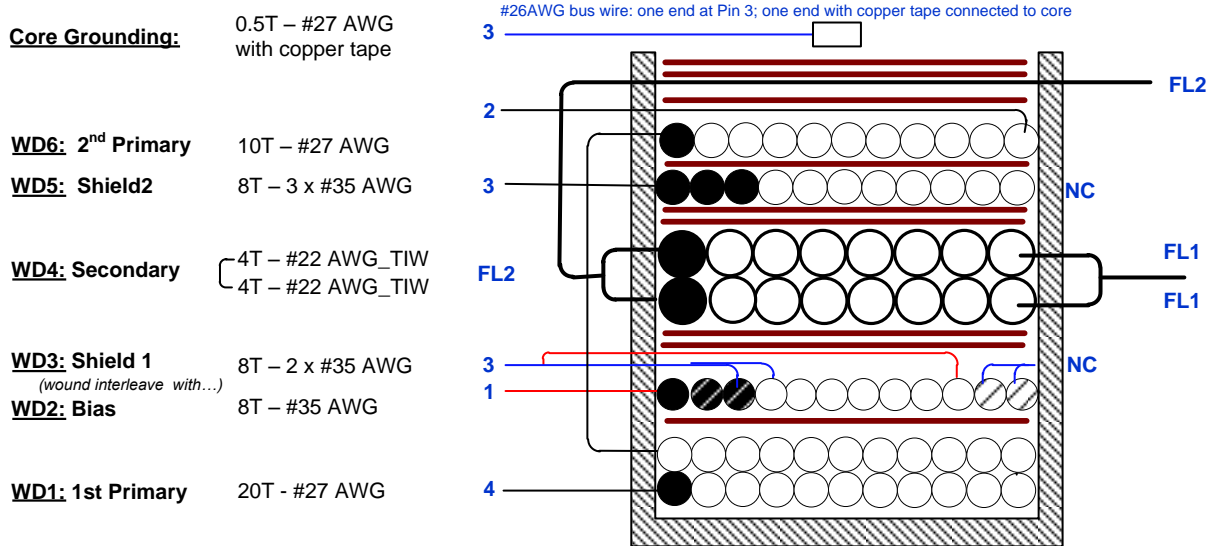 #26AWG bus wire: one end at Pin 3; one end with copper tape connected to core
Core Grounding: 0.5T – #27 AWG
with copper tape
3
FL2
2
WD6: 2nd Primary 10T – #27 AWG
WD5: Shield2 8T – 3 x #35 AWG
3
NC
WD4: Secondary
4T – #22 AWG_TIW
4T – #22 AWG_TIW
FL2
FL1
FL1
WD3: Shield 1 8T – 2 x #35 AWG
(wound interleave with…)
WD2: Bias 8T – #35 AWG
3
1
NC
WD1: 1st Primary 20T - #27 AWG
4